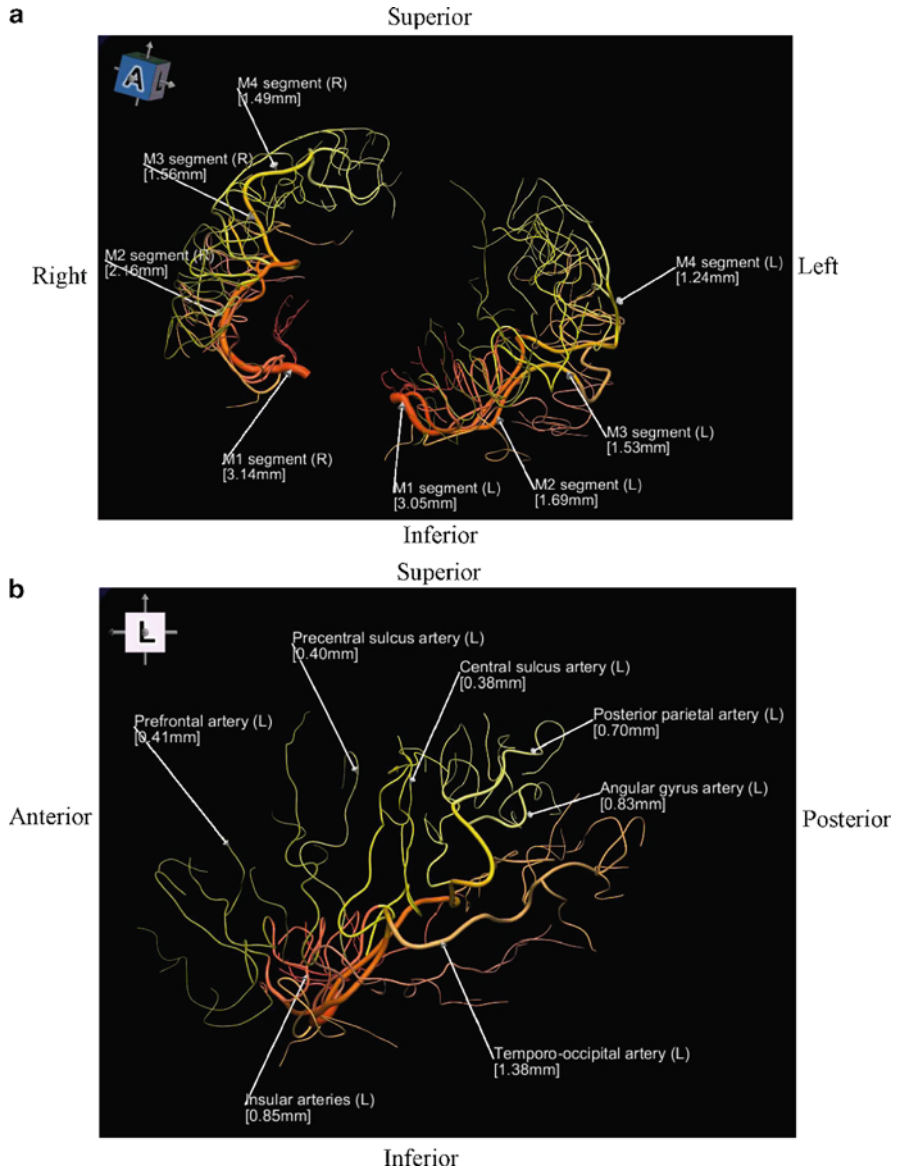 a
Superior
A
L
M4 segment (R)
[1.49mm]
M3 segment (R)
[1.56mm]
M2 segment (R)
[2.16mm]
Right
Left
M4 segment (L)
[1.24mm]
M3 segment (L)
[1.53mm]
M1 segment (R)
[3.14mm]
M1 segment (L)
[3.05mm]
M2 segment (L)
[1.69mm]
Inferior
b
Superior
L
Precentral sulcus artery (L)
[0.40mm]
Central sulcus artery (L)
[0.38mm]
Prefrontal artery (L)
[0.41mm]
Posterior parietal artery (L)
[0.70mm]
Angular gyrus artery (L)
[0.83mm]
Anterior
Posterior
Temporo-occipital artery (L)
[1.38mm]
Insular arteries (L)
[0.85mm]
Inferior